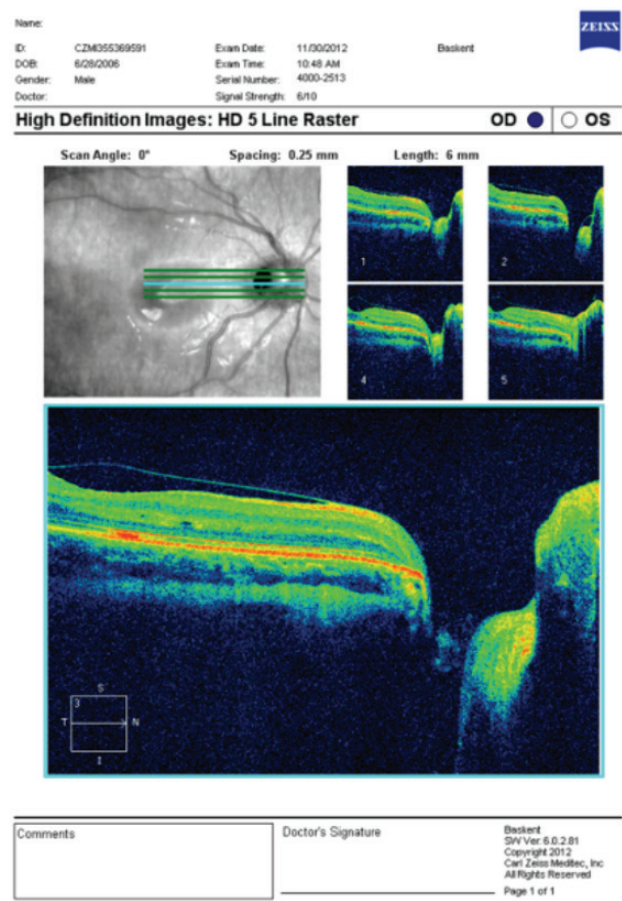 Name:
ZEISS
ID: CZMI355369591 Exam Date: 11/30/2012 Baskent
DOB: 6/28/2006 Exam Time: 10:48 AM
Gender: Male Serial Number: 4000-2513
Doctor: Signal Strength: 6/10
High Definition Images: HD 5 Line Raster OD OS
Scan Angle: 0° Spacing: 0.25 mm Length: 6 mm
1 2
4 5
S
3
T N
I
Comments
Doctor's Signature
Baskent
SW Ver: 6.0.2.81
Copyright 2012
Carl Zeiss Meditec, Inc
All Rights Reserved
Page 1 of 1